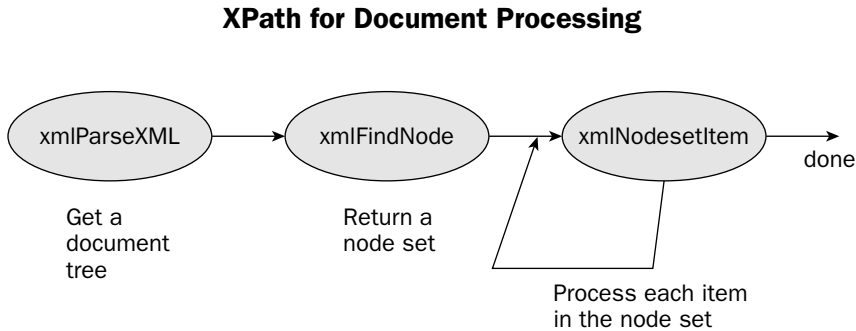 XPath for Document Processing
xmlParseXML
xmlFindNode
xmlNodesetItem
done
Get a
document
tree
Return a
node set
Process each item
in the node set